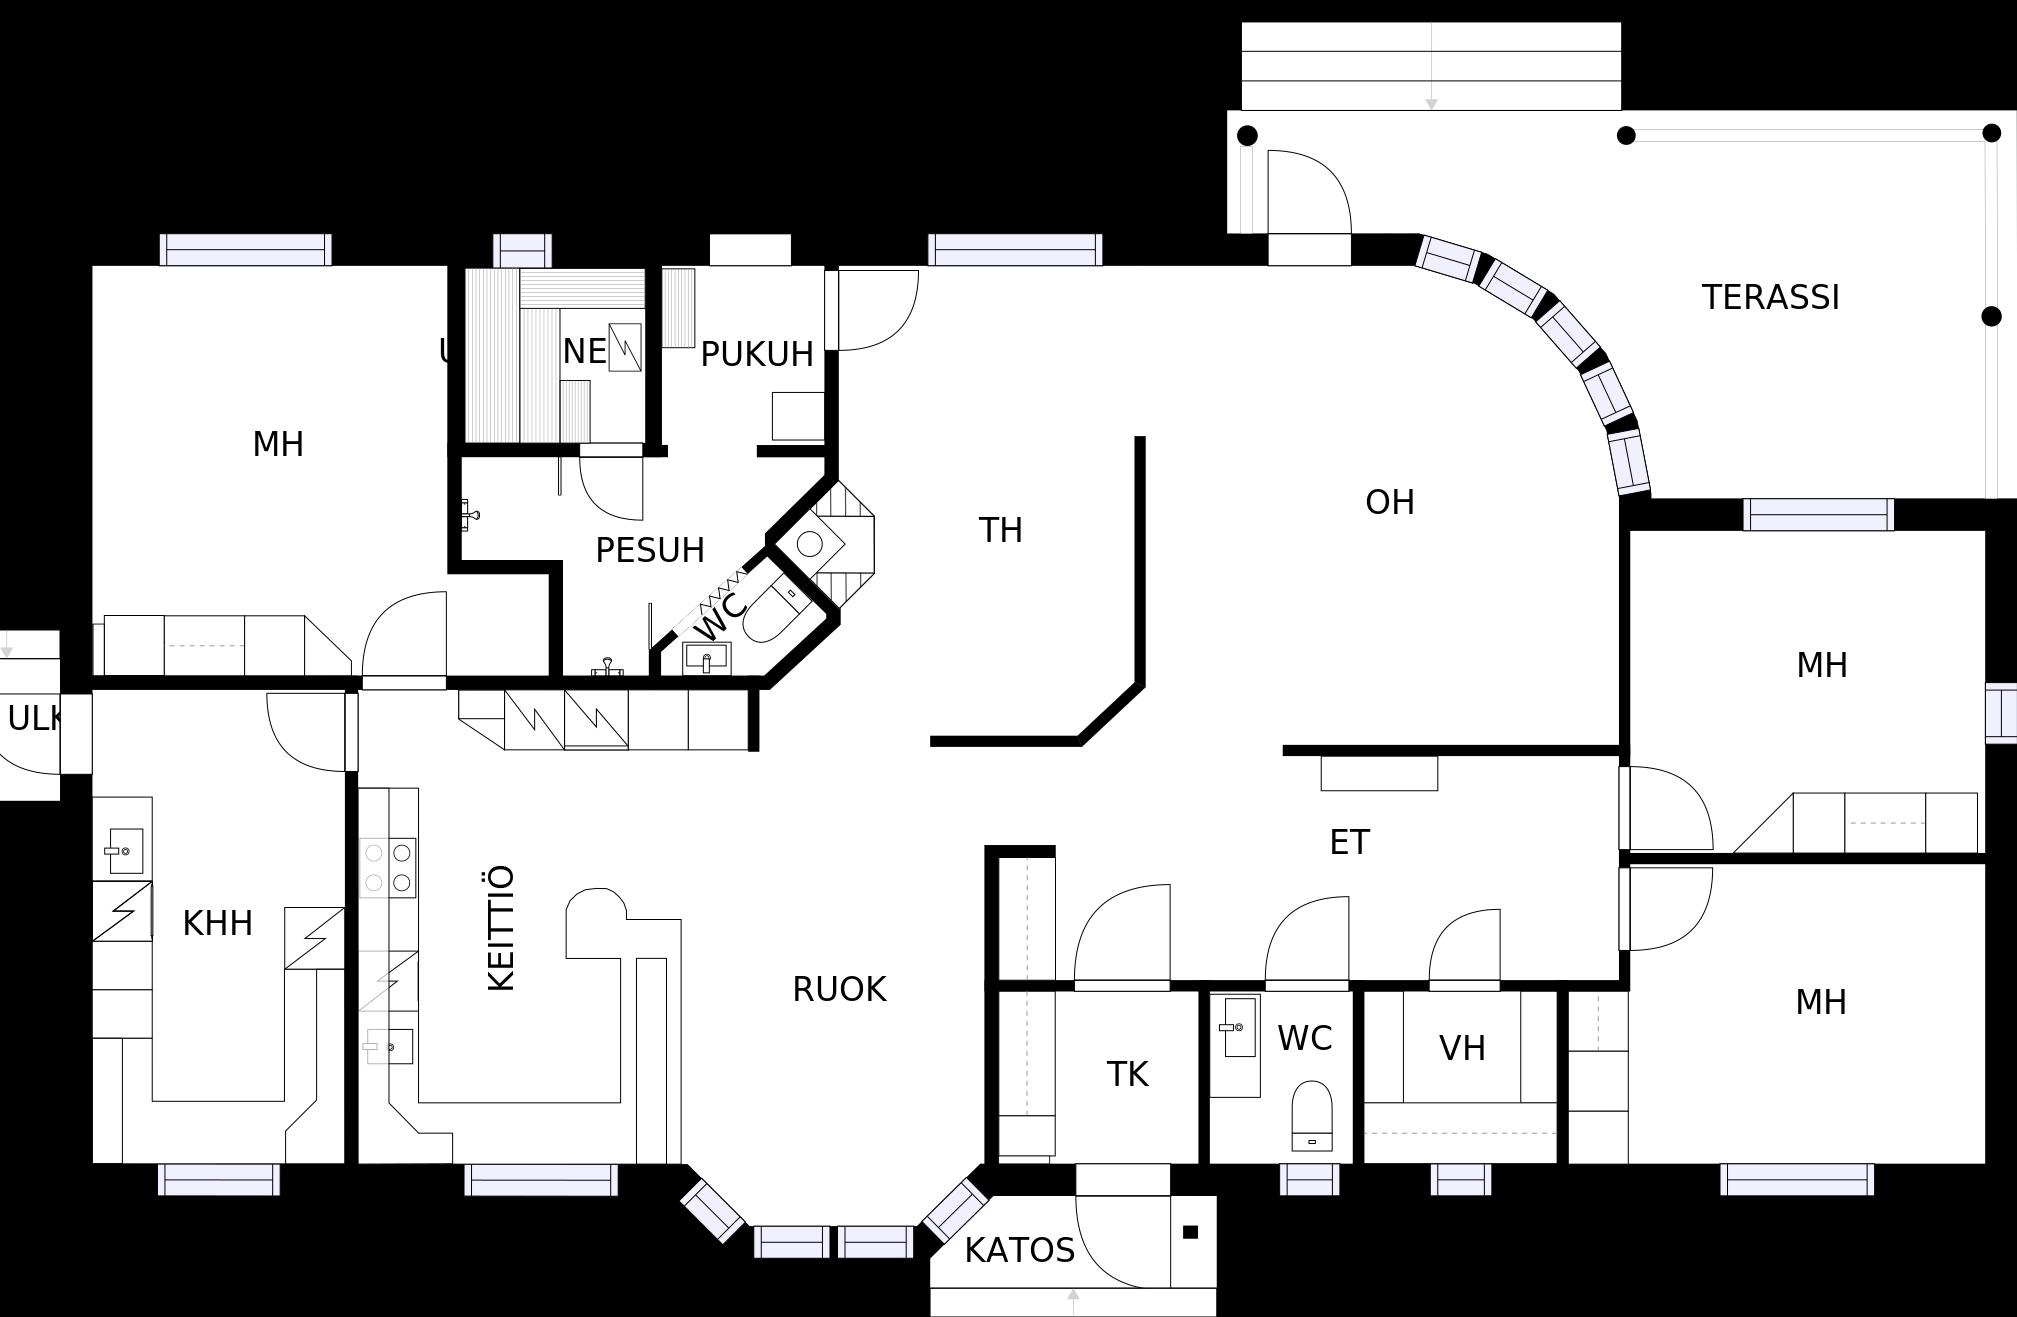 TERASSI
NE
PUKUH
MH
OH
TH
PESUH
WC
MH
ULK
ET
KEITTIÖ
KHH
RUOK
MH
WC
VH
TK
KATOS